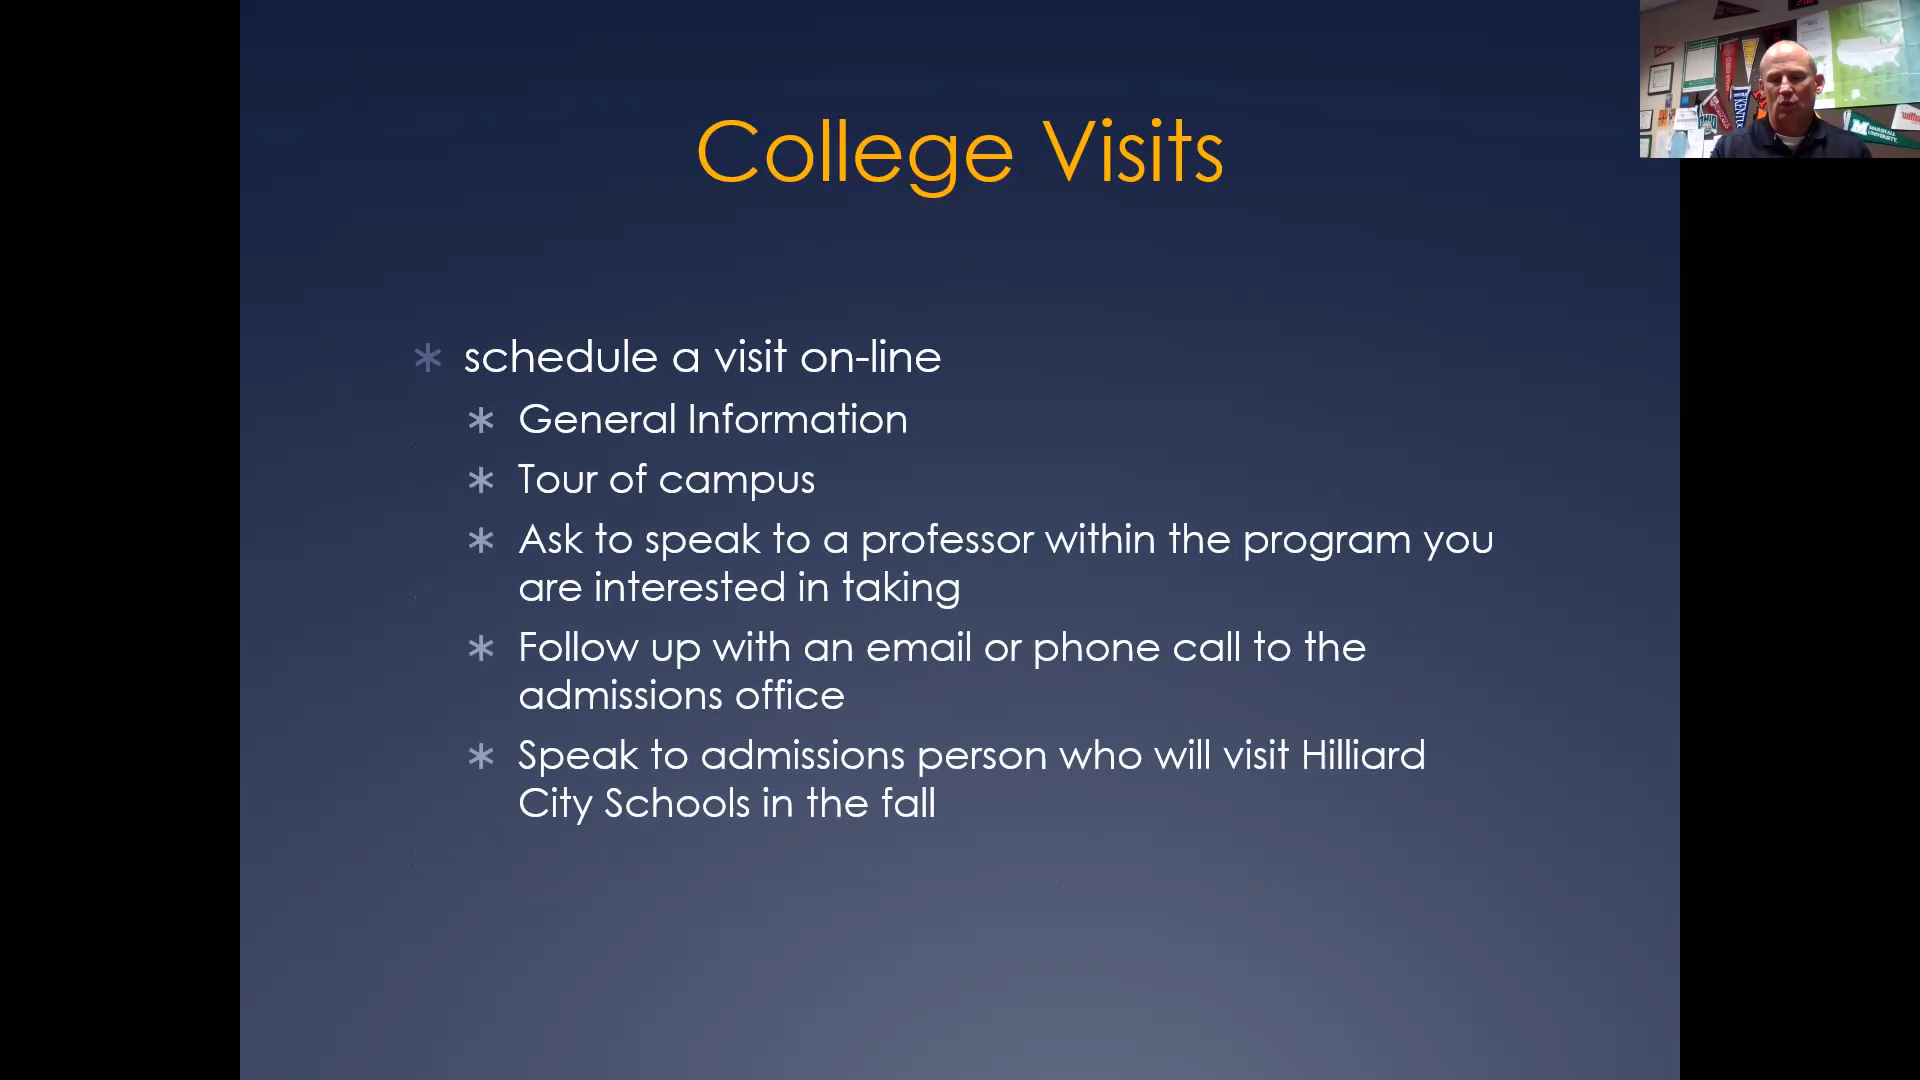 College Visits
* schedule a visit on-line
* General Information
* Tour of campus
* Ask to speak to a professor within the program you
are interested in taking
* Follow up with an email or phone call to the
admissions office
* Speak to admissions person who will visit Hilliard
City Schools in the fall
MARSHALL
UNIVERSITY